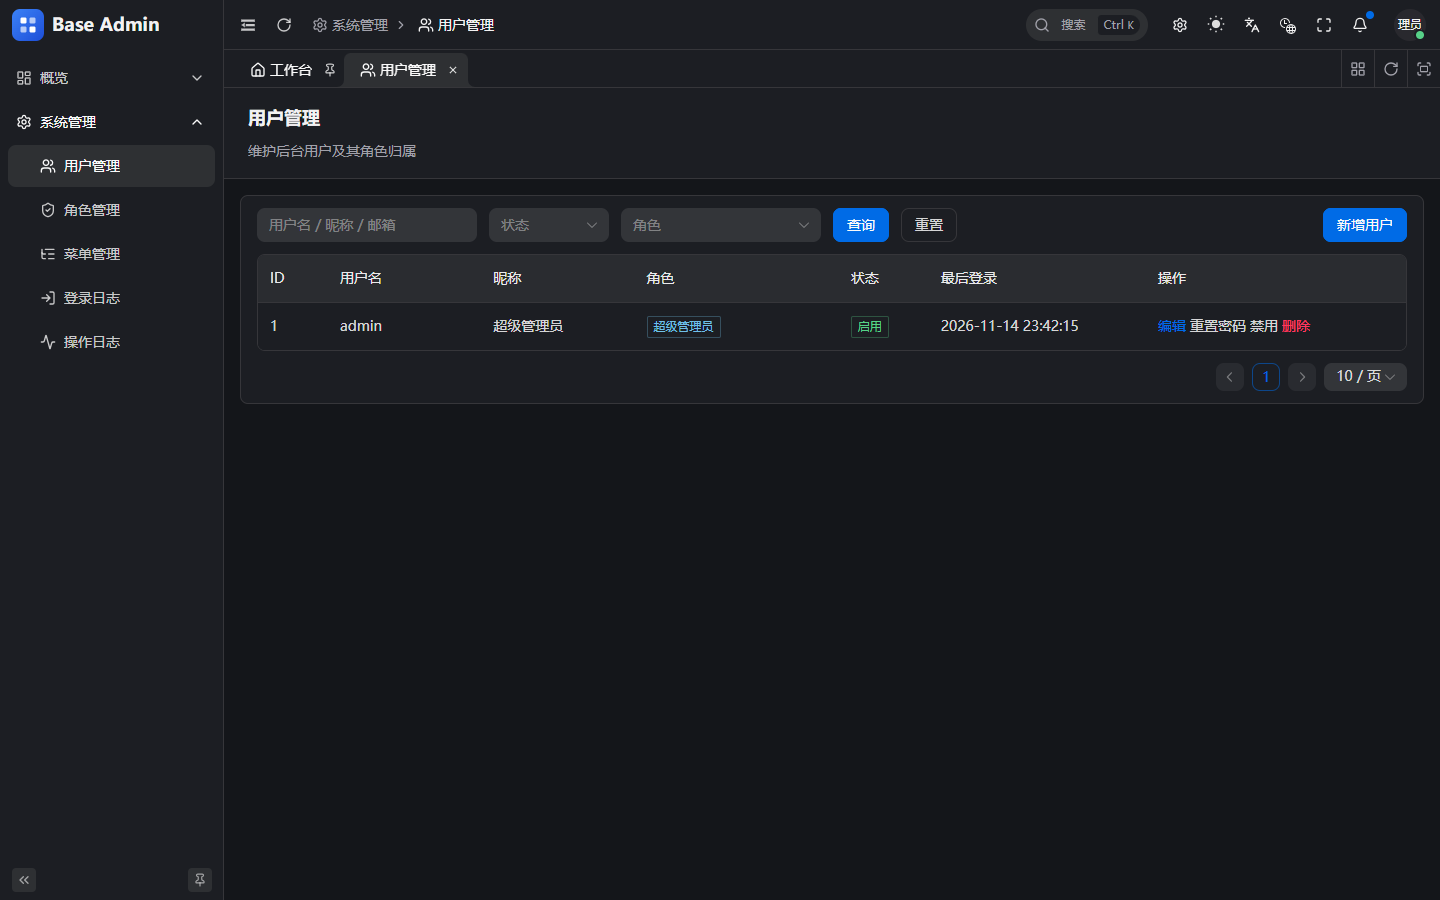 Base Admin
系统管理 用户管理
搜索 Ctrl K
理员
概览
系统管理
用户管理
角色管理
菜单管理
登录日志
操作日志
工作台 用户管理
用户管理
维护后台用户及其角色归属
用户名 / 昵称 / 邮箱 状态 角色 查询 重置 新增用户
ID 用户名 昵称 角色 状态 最后登录 操作
1 admin 超级管理员 超级管理员 启用 2026-11-14 23:42:15 编辑 重置密码 禁用 删除
1 10 / 页